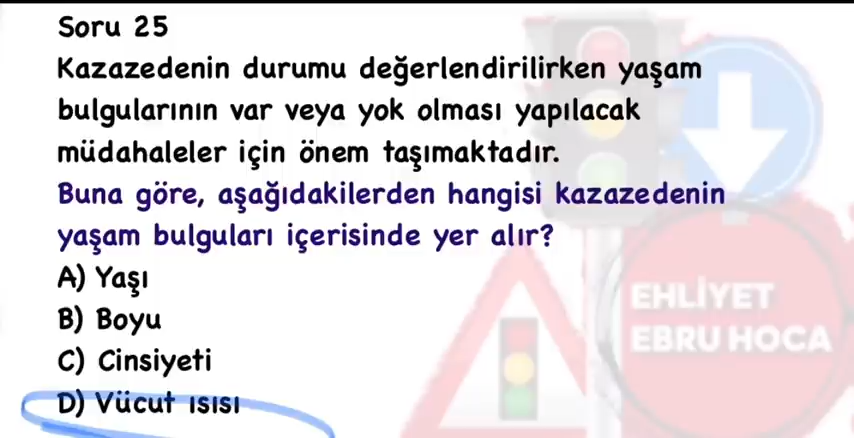 Soru 25
Kazazedenin durumu değerlendirilirken yaşam
bulgularının var veya yok olması yapılacak
müdahaleler için önem taşımaktadır.
Buna göre, aşağıdakilerden hangisi kazazedenin
yaşam bulguları içerisinde yer alır?
A) Yaşı
B) Boyu
C) Cinsiyeti
D) Vücut ısısı
EHLİYET
EBRU HOCA